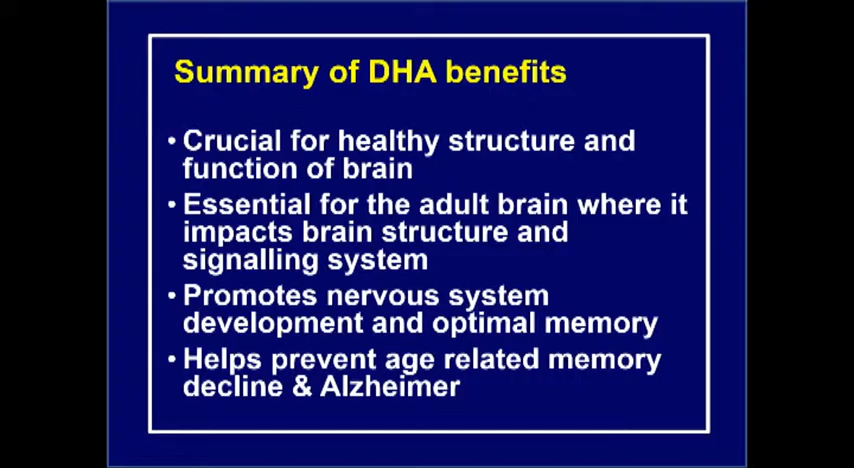 Summary of DHA benefits
• Crucial for healthy structure and
function of brain
• Essential for the adult brain where it
impacts brain structure and
signalling system
• Promotes nervous system
development and optimal memory
• Helps prevent age related memory
decline & Alzheimer